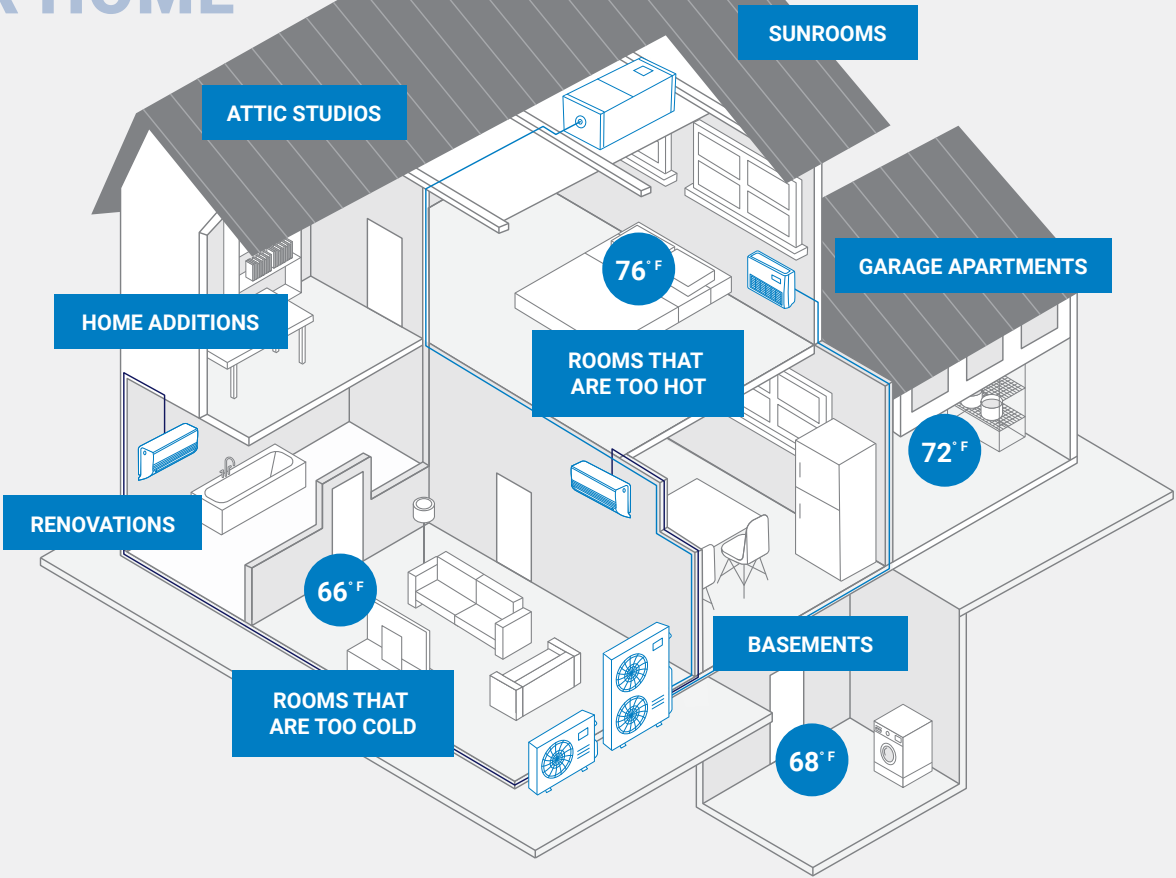 HOME
SUNROOMS
ATTIC STUDIOS
GARAGE APARTMENTS
76°F
HOME ADDITIONS
ROOMS THAT
ARE TOO HOT
72°F
RENOVATIONS
66°F
BASEMENTS
ROOMS THAT
ARE TOO COLD
68°F